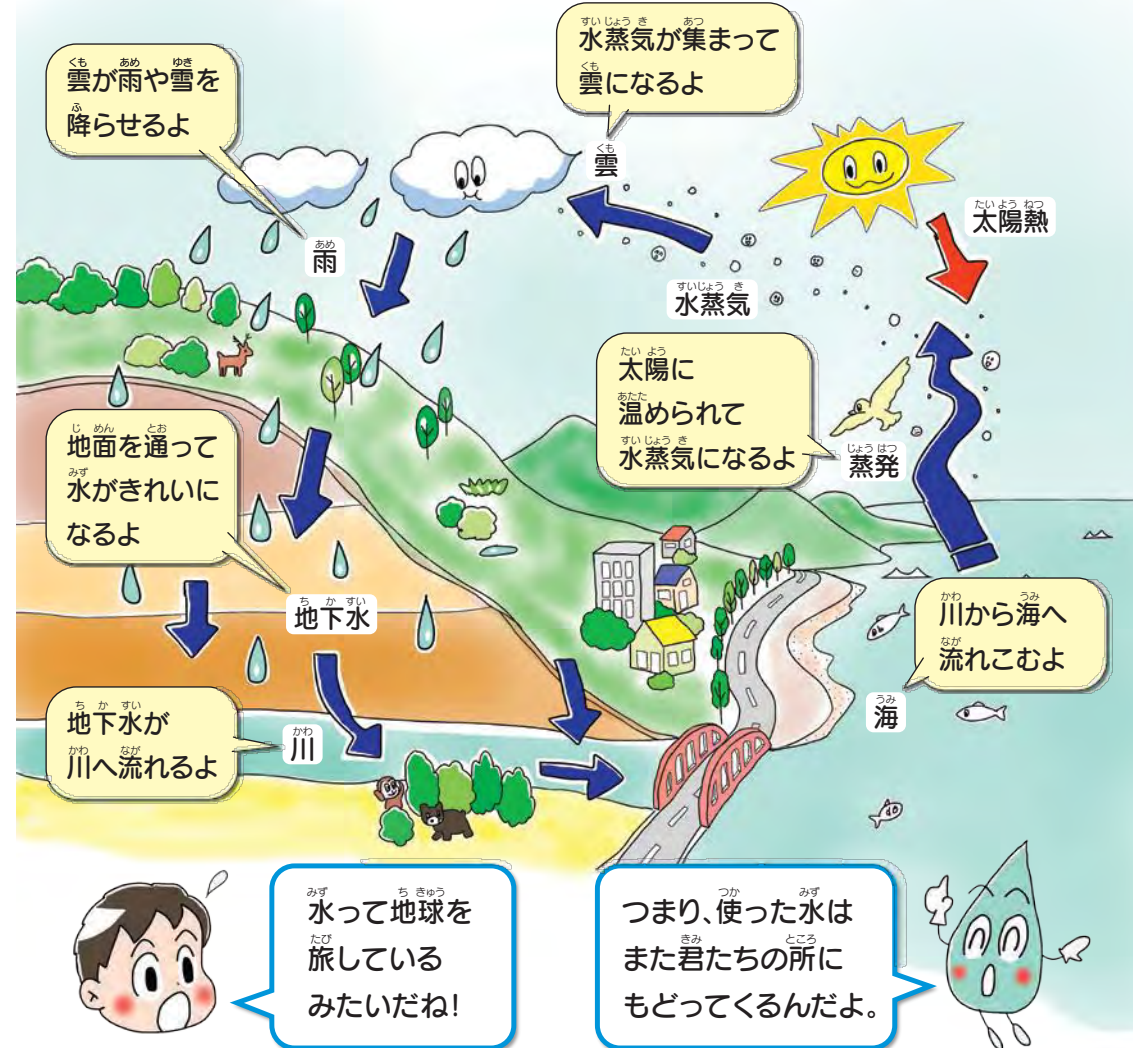 水蒸気が集まって
雲になるよ
雲が雨や雪を
降らせるよ
雲
太陽熱
雨
水蒸気
太陽に
温められて
水蒸気になるよ
蒸発
地面を通って
水がきれいに
なるよ
地下水
川から海へ
流れこむよ
海
地下水が
川へ流れるよ
川
水って地球を
旅している
みたいだね!
つまり、使った水は
また君たちの所に
もどってくるんだよ。